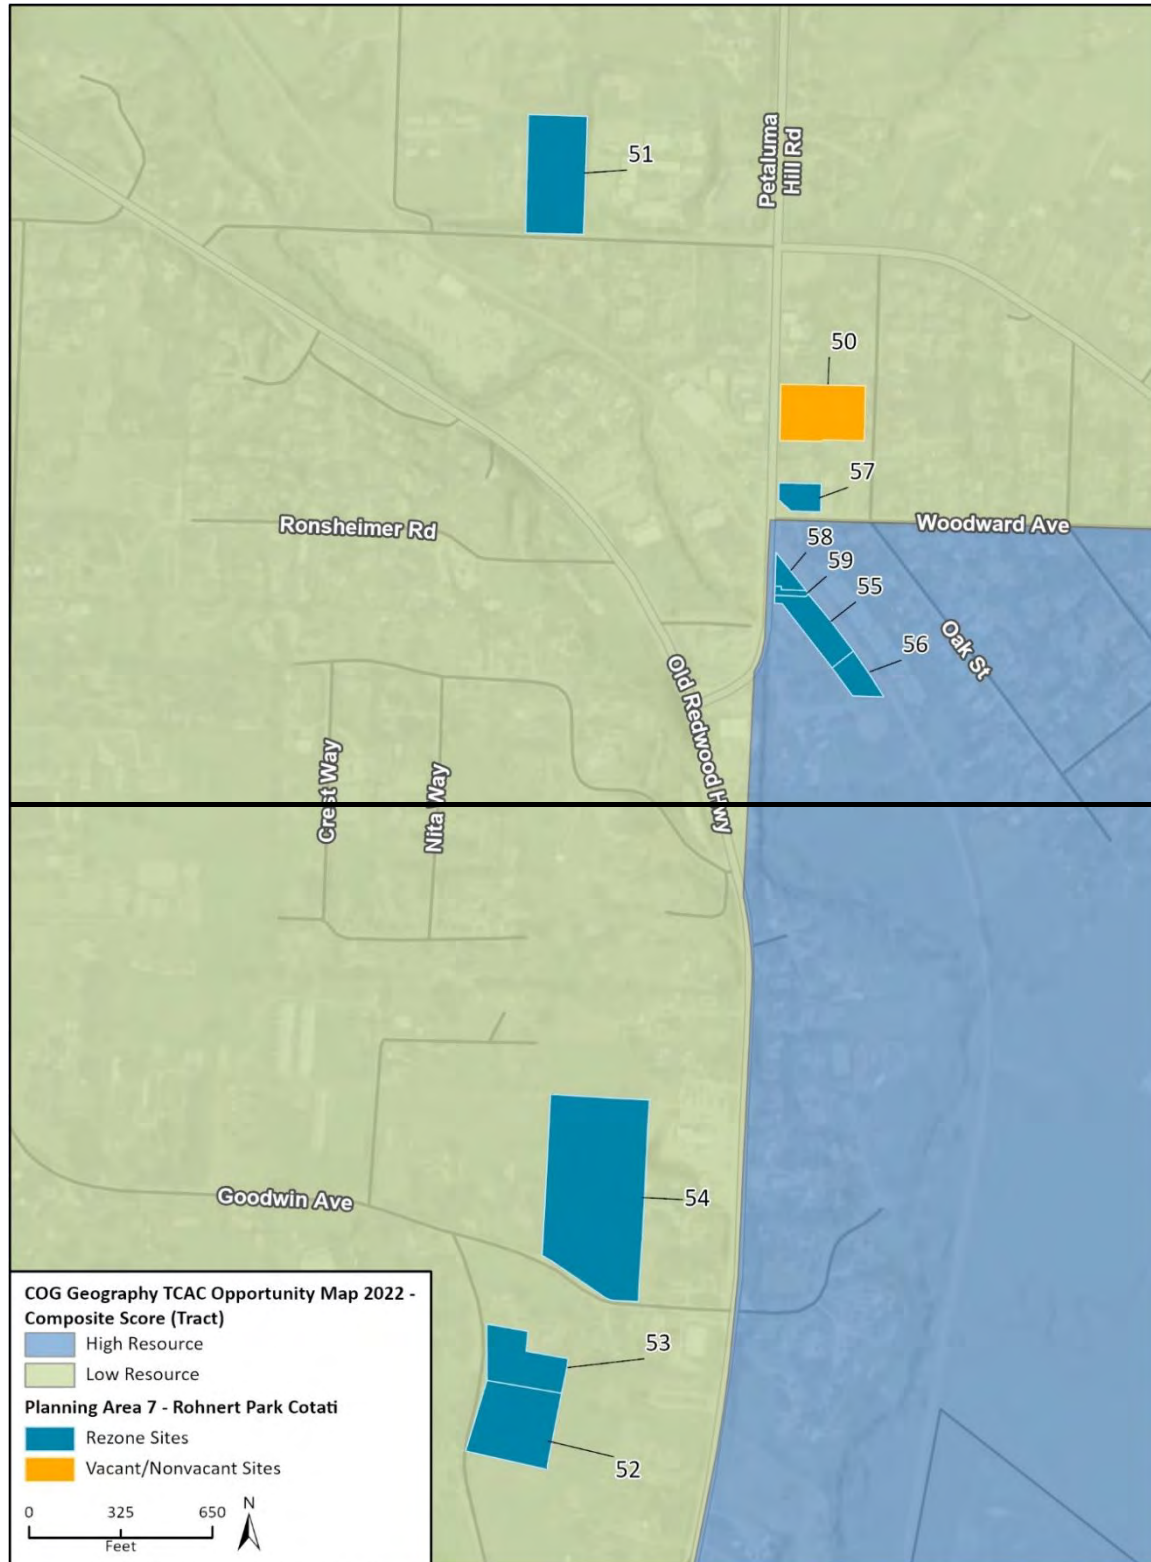 51
Petaluma
Hill Rd
50
57
Woodward Ave
Ronsheimer Rd
58
59
55
56
Oak St
Old Redwood Hwy
Crest Way
Nita Way
54
Goodwin Ave
53
52
COG Geography TCAC Opportunity Map 2022 -
Composite Score (Tract)
High Resource
Low Resource
Planning Area 7 - Rohnert Park Cotati
Rezone Sites
Vacant/Nonvacant Sites
0 325 650
Feet
N